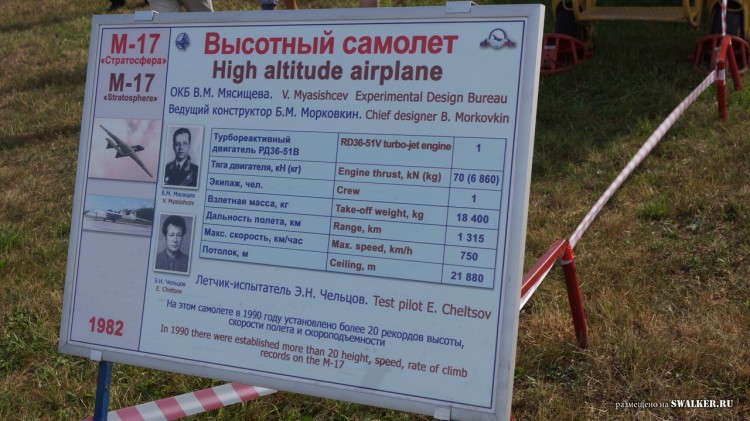 М-17
«Стратосфера»
М-17
«Stratosphere»
Высотный самолет
High altitude airplane
ОКБ В.М. Мясищева. V. Myasishcev Experimental Design Bureau
Ведущий конструктор Б.М. Морковкин. Chief designer B. Morkovkin
Б.М. Мясищев
V. Myasishcev
Э.Н. Чельцов
E. Cheltsov
Турбореактивный двигатель РД36-51В RD36-51V turbo-jet engine 1
Тяга двигателя, кН (кг) Engine thrust, kN (kg) 70 (6 860)
Экипаж, чел. Crew 1
Взлетная масса, кг Take-off weight, kg 18 400
Дальность полета, км Range, km 1 315
Макс. скорость, км/час Max. speed, km/h 750
Потолок, м Ceiling, m 21 880
Летчик-испытатель Э.Н. Чельцов. Test pilot E. Cheltsov
1982
На этом самолете в 1990 году установлено более 20 рекордов высоты,
скорости полета и скороподъемности
In 1990 there were established more than 20 height, speed, rate of climb
records on the M-17
размещено на SWALKER.RU